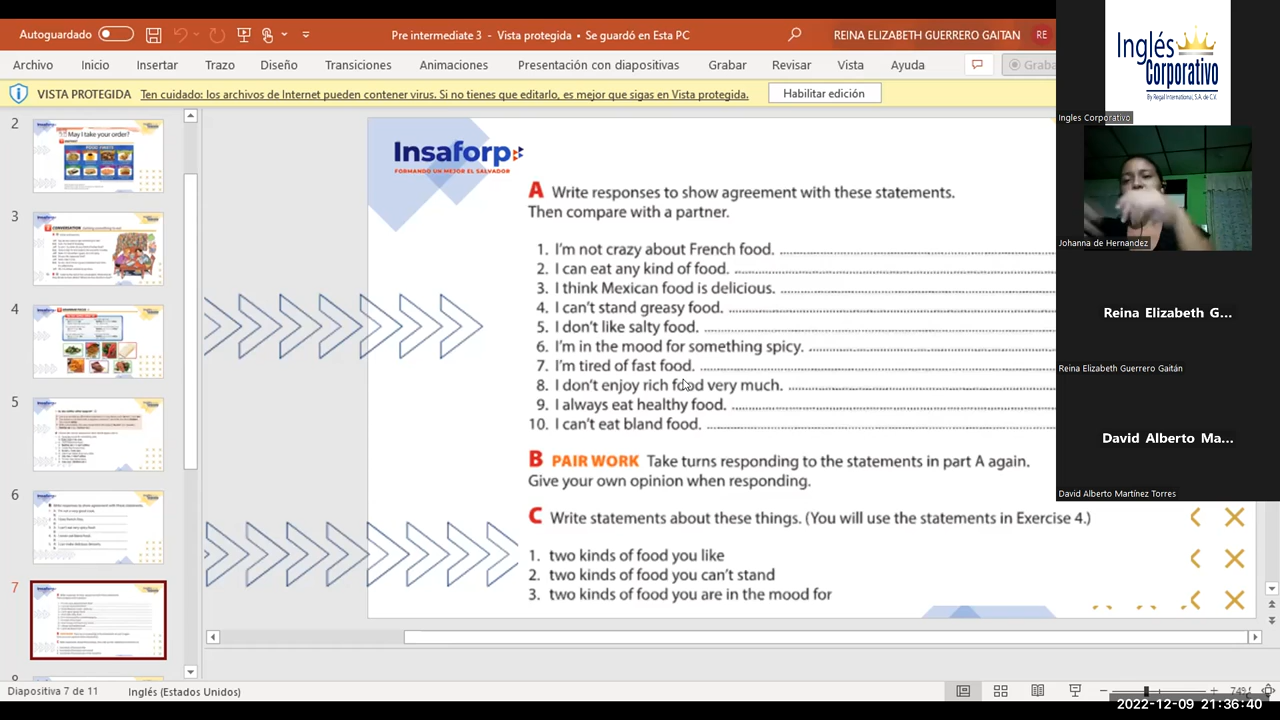 Autoguardado
Pre intermediate 3 - Vista protegida • Se guardó en Esta PC
REINA ELIZABETH GUERRERO GAITAN
RE
Archivo Inicio Insertar Trazo Diseño Transiciones Animaciones Presentación con diapositivas Grabar Revisar Vista Ayuda
VISTA PROTEGIDA Ten cuidado: los archivos de Internet pueden contener virus. Si no tienes que editarlo, es mejor que sigas en Vista protegida.
Habilitar edición
2
May I take your order?
3
CONVERSATION
4
5
6
7
Insaforp
FORMANDO UN MEJOR EL SALVADOR
A Write responses to show agreement with these statements.
Then compare with a partner.
1. I'm not crazy about French food.
2. I can eat any kind of food.
3. I think Mexican food is delicious.
4. I can't stand greasy food.
5. I don't like salty food.
6. I'm in the mood for something spicy.
7. I'm tired of fast food.
8. I don't enjoy rich food very much.
9. I always eat healthy food.
10. I can't eat bland food.
B PAIR WORK Take turns responding to the statements in part A again.
Give your own opinion when responding.
C Write statements about these things. (You will use the statements in Exercise 4.)
1. two kinds of food you like
2. two kinds of food you can't stand
3. two kinds of food you are in the mood for
Inglés
Corporativo
By Regal International, S.A. de C.V.
Ingles Corporativo
Johanna de Hernandez
Reina Elizabeth G...
Reina Elizabeth Guerrero Gaitán
David Alberto Ma...
David Alberto Martínez Torres
Diapositiva 7 de 11
Inglés (Estados Unidos)
74%
2022-12-09 21:36:40